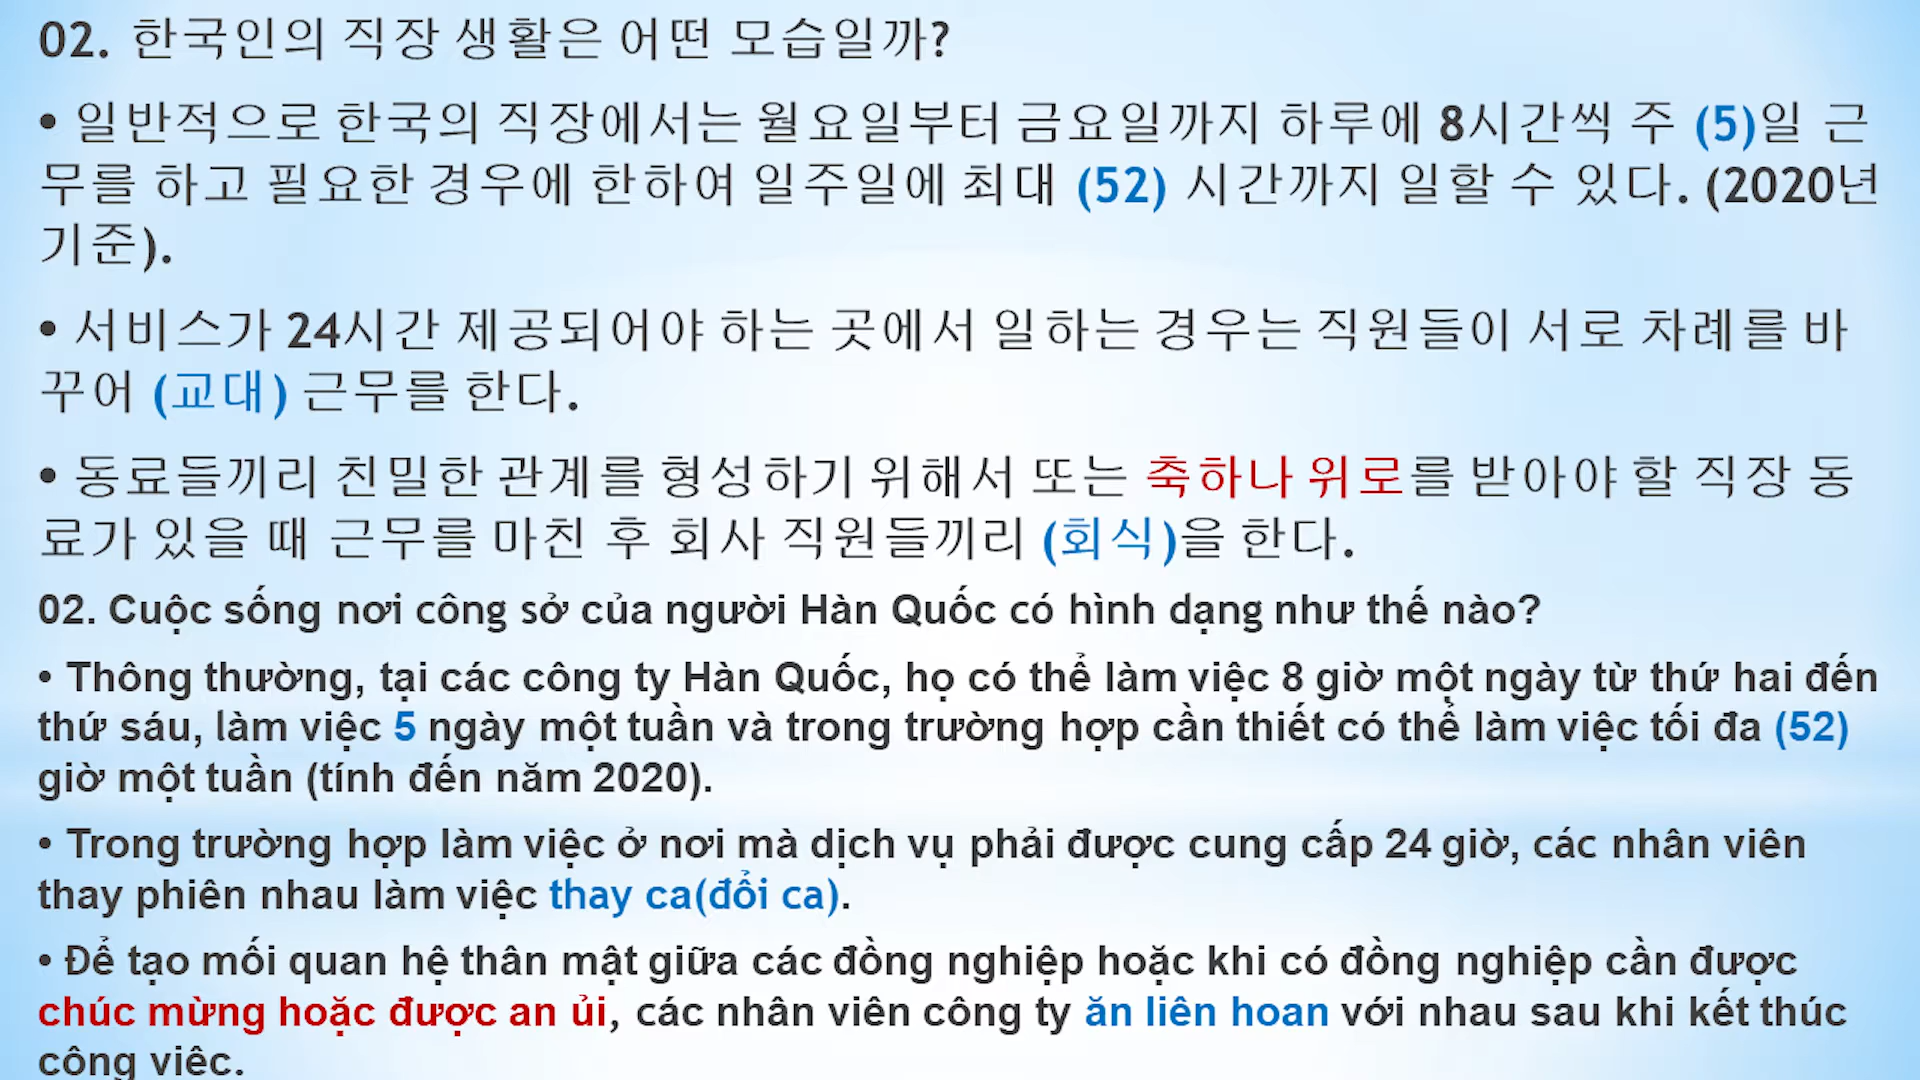 02. 한국인의 직장 생활은 어떤 모습일까?
• 일반적으로 한국의 직장에서는 월요일부터 금요일까지 하루에 8시간씩 주 (5)일 근
무를 하고 필요한 경우에 한하여 일주일에 최대 (52) 시간까지 일할 수 있다. (2020년
기준).
• 서비스가 24시간 제공되어야 하는 곳에서 일하는 경우는 직원들이 서로 차례를 바
꾸어 (교대) 근무를 한다.
• 동료들끼리 친밀한 관계를 형성하기 위해서 또는 축하나 위로를 받아야 할 직장 동
료가 있을 때 근무를 마친 후 회사 직원들끼리 (회식)을 한다.
02. Cuộc sống nơi công sở của người Hàn Quốc có hình dạng như thế nào?
• Thông thường, tại các công ty Hàn Quốc, họ có thể làm việc 8 giờ một ngày từ thứ hai đến
thứ sáu, làm việc 5 ngày một tuần và trong trường hợp cần thiết có thể làm việc tối đa (52)
giờ một tuần (tính đến năm 2020).
• Trong trường hợp làm việc ở nơi mà dịch vụ phải được cung cấp 24 giờ, các nhân viên
thay phiên nhau làm việc thay ca(đổi ca).
• Để tạo mối quan hệ thân mật giữa các đồng nghiệp hoặc khi có đồng nghiệp cần được
chúc mừng hoặc được an ủi, các nhân viên công ty ăn liên hoan với nhau sau khi kết thúc
công việc.